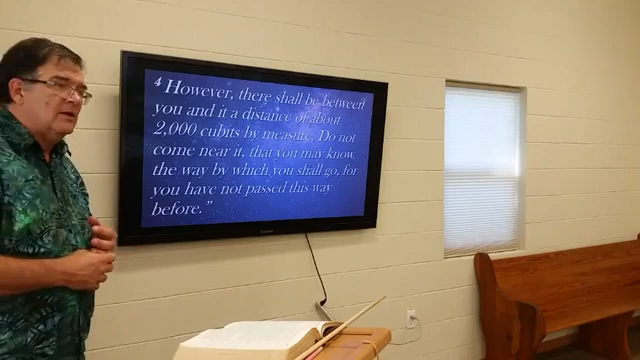 4 However, there shall be between
you and it a distance of about
2,000 cubits by measure. Do not
come near it, that you may know
the way by which you shall go, for
you have not passed this way
before."